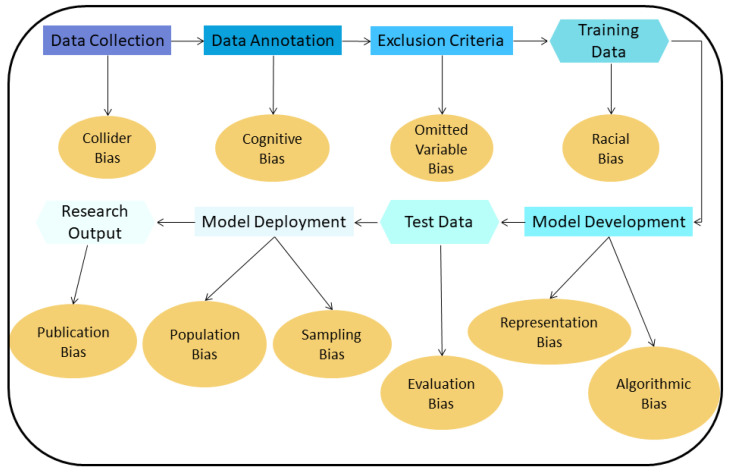 Data Collection
Data Annotation
Exclusion Criteria
Training
Data
Collider
Bias
Cognitive
Bias
Omitted
Variable
Bias
Racial
Bias
Research
Output
Model Deployment
Test Data
Model Development
Publication
Bias
Population
Bias
Sampling
Bias
Evaluation
Bias
Representation
Bias
Algorithmic
Bias